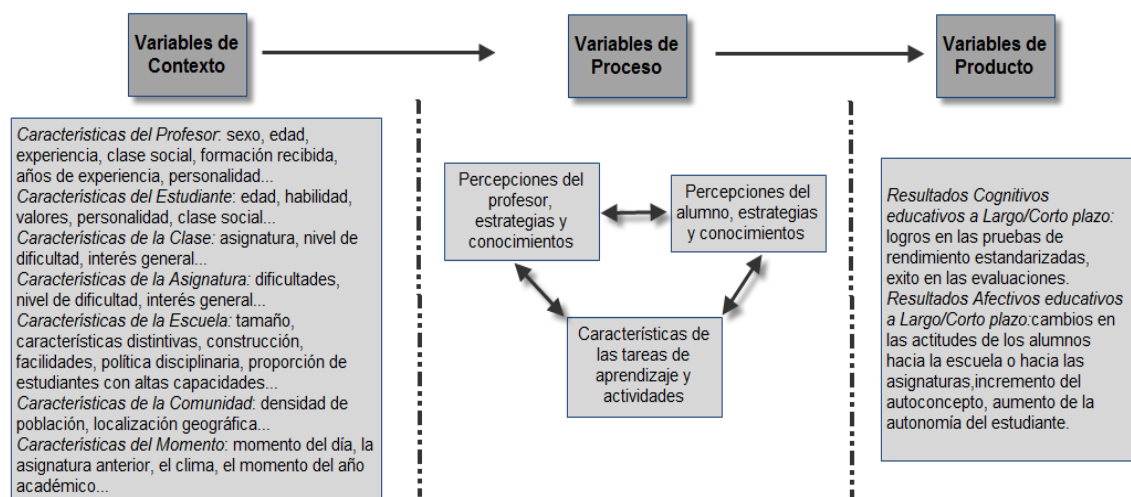 Variables de
Contexto
Variables de
Proceso
Variables de
Producto
Características del Profesor: sexo, edad,
experiencia, clase social, formación recibida,
años de experiencia, personalidad...
Características del Estudiante: edad, habilidad,
valores, personalidad, clase social...
Características de la Clase: asignatura, nivel de
dificultad, interés general...
Características de la Asignatura: dificultades,
nivel de dificultad, interés general...
Características de la Escuela: tamaño,
características distintivas, construcción,
facilidades, política disciplinaria, proporción de
estudiantes con altas capacidades...
Características de la Comunidad: densidad de
población, localización geográfica...
Características del Momento: momento del día, la
asignatura anterior, el clima, el momento del año
académico...
Percepciones del
profesor,
estrategias y
conocimientos
Percepciones del
alumno, estrategias
y conocimientos
Características de
las tareas de
aprendizaje y
actividades
Resultados Cognitivos
educativos a Largo/Corto plazo:
logros en las pruebas de
rendimiento estandarizadas,
exito en las evaluaciones.
Resultados Afectivos educativos
a Largo/Corto plazo:cambios en
las actitudes de los alumnos
hacia la escuela o hacia las
asignaturas,incremento del
autoconcepto, aumento de la
autonomía del estudiante.